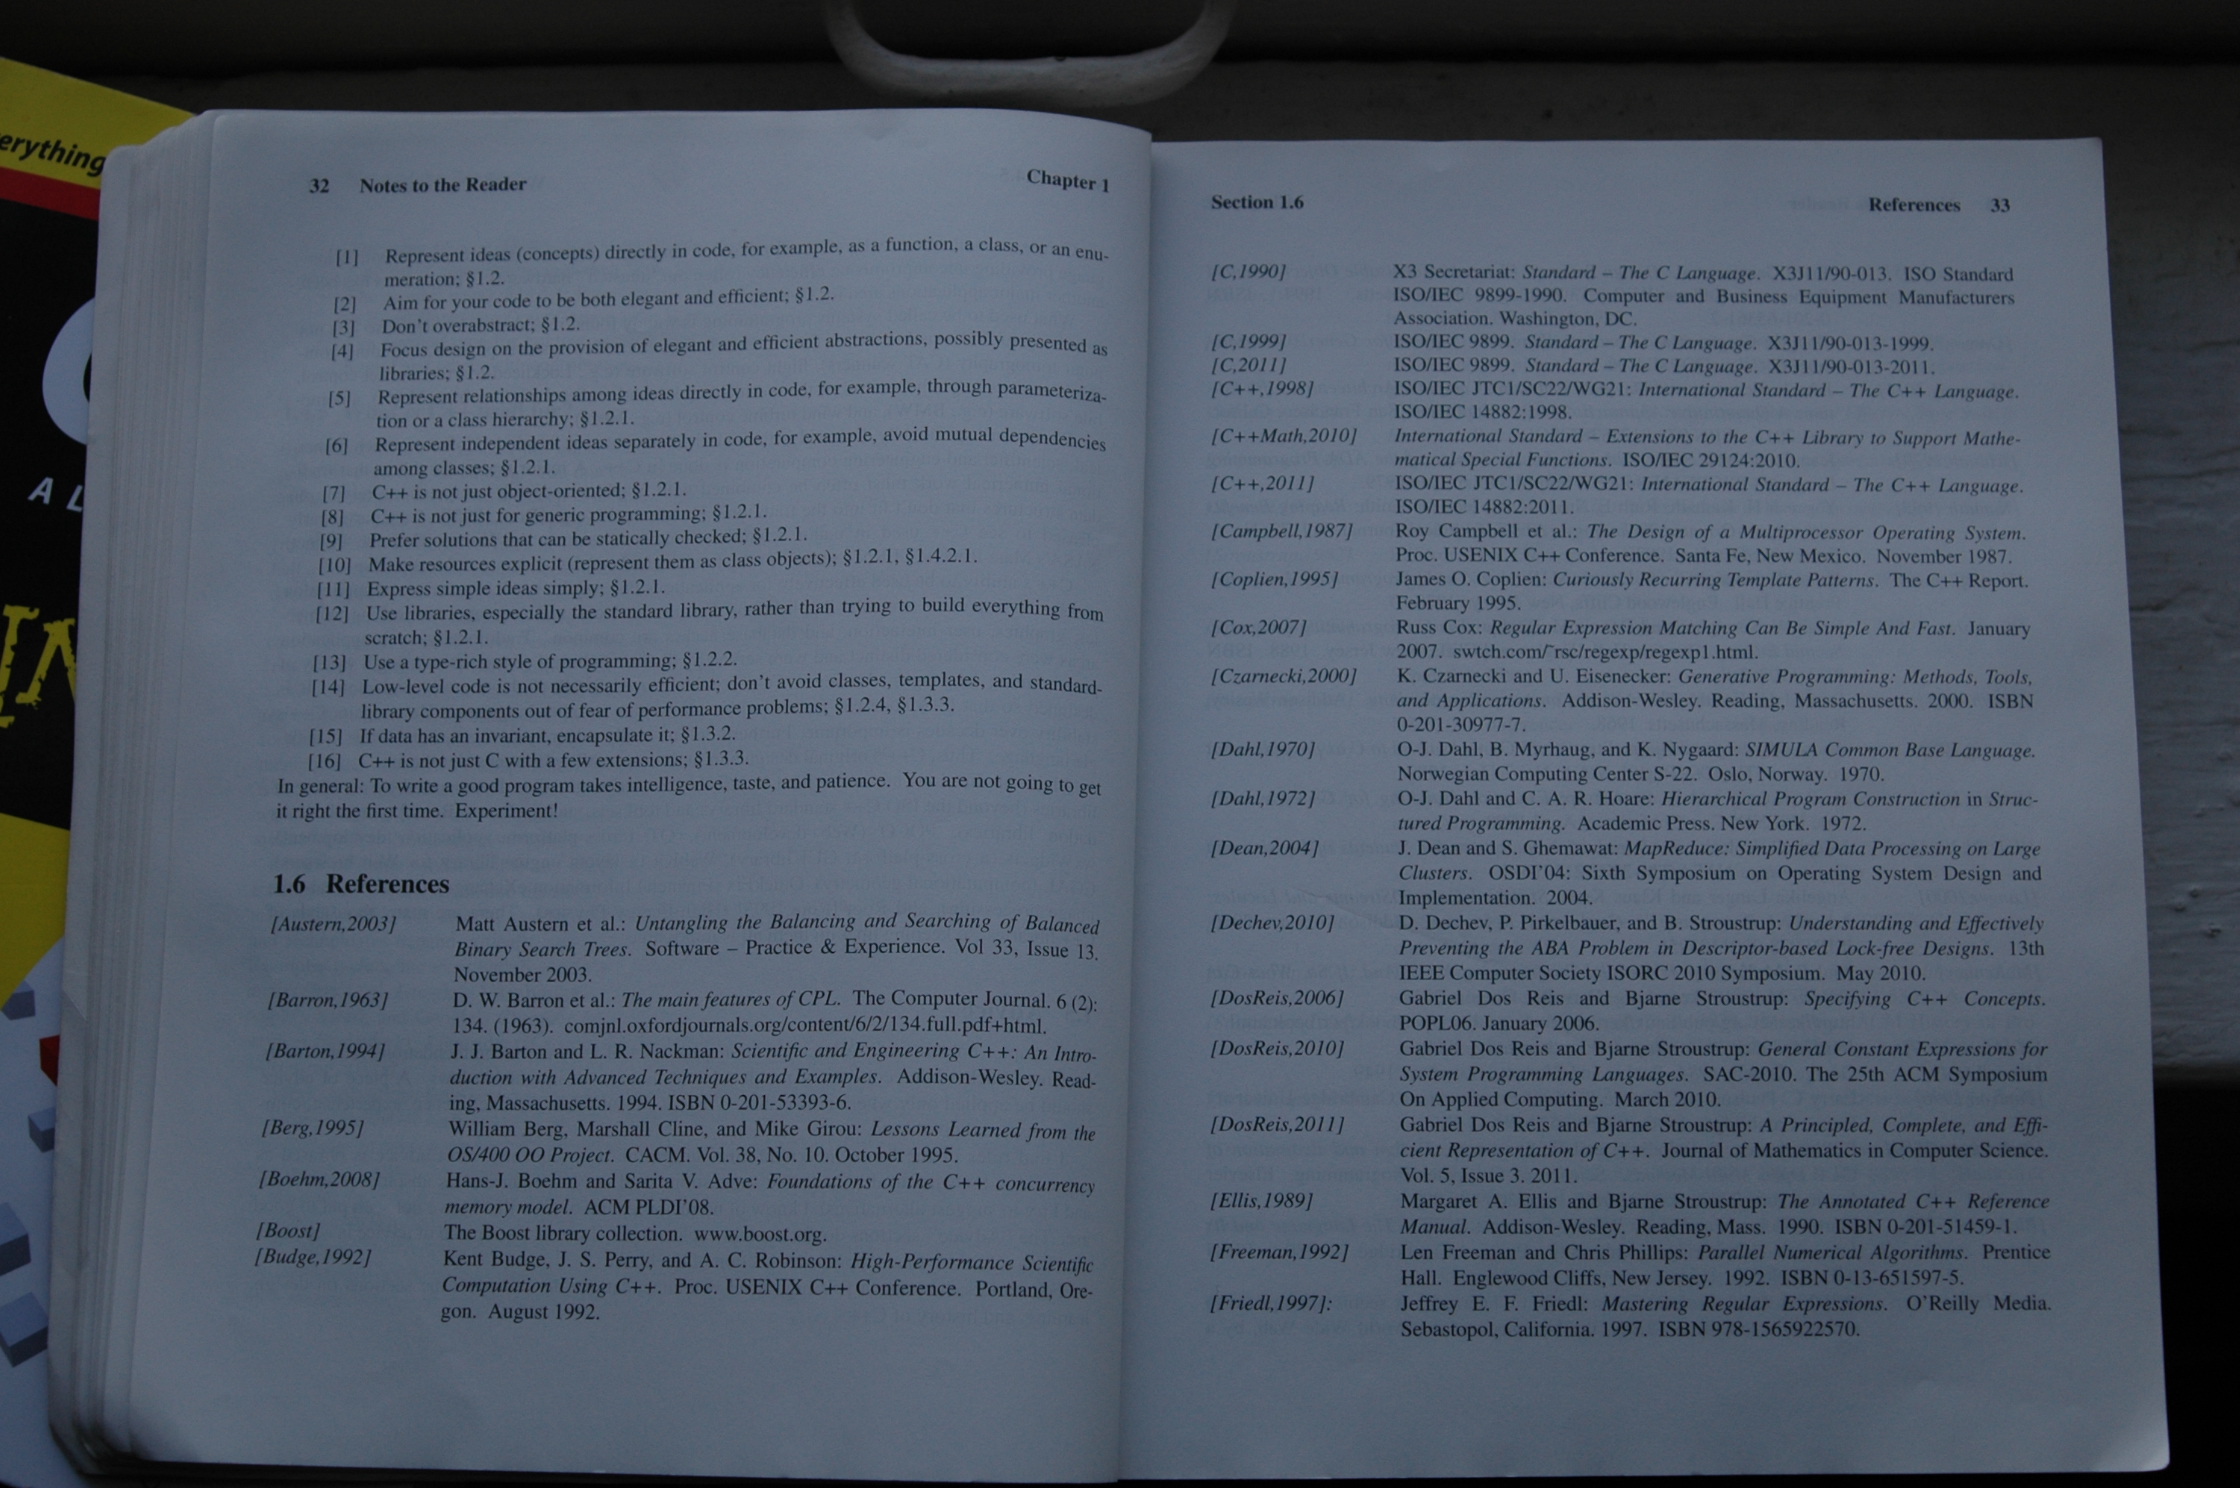 erything
AL
IN
32 Notes to the Reader Chapter 1
[1] Represent ideas (concepts) directly in code, for example, as a function, a class, or an enu-
meration; §1.2.
[2] Aim for your code to be both elegant and efficient; §1.2.
[3] Don't overabstract; §1.2.
[4] Focus design on the provision of elegant and efficient abstractions, possibly presented as
libraries; §1.2.
[5] Represent relationships among ideas directly in code, for example, through parameteriza-
tion or a class hierarchy; §1.2.1.
[6] Represent independent ideas separately in code, for example, avoid mutual dependencies
among classes; §1.2.1.
[7] C++ is not just object-oriented; §1.2.1.
[8] C++ is not just for generic programming; §1.2.1.
[9] Prefer solutions that can be statically checked; §1.2.1.
[10] Make resources explicit (represent them as class objects); §1.2.1, §1.4.2.1.
[11] Express simple ideas simply; §1.2.1.
[12] Use libraries, especially the standard library, rather than trying to build everything from
scratch; §1.2.1.
[13] Use a type-rich style of programming; §1.2.2.
[14] Low-level code is not necessarily efficient; don't avoid classes, templates, and standard-
library components out of fear of performance problems; §1.2.4, §1.3.3.
[15] If data has an invariant, encapsulate it; §1.3.2.
[16] C++ is not just C with a few extensions; §1.3.3.
In general: To write a good program takes intelligence, taste, and patience. You are not going to get
it right the first time. Experiment!
1.6 References
[Austern,2003] Matt Austern et al.: Untangling the Balancing and Searching of Balanced
Binary Search Trees. Software – Practice & Experience. Vol 33, Issue 13.
November 2003.
[Barron,1963] D. W. Barron et al.: The main features of CPL. The Computer Journal. 6 (2):
134. (1963). comjnl.oxfordjournals.org/content/6/2/134.full.pdf+html.
[Barton,1994] J. J. Barton and L. R. Nackman: Scientific and Engineering C++: An Intro-
duction with Advanced Techniques and Examples. Addison-Wesley. Read-
ing, Massachusetts. 1994. ISBN 0-201-53393-6.
[Berg,1995] William Berg, Marshall Cline, and Mike Girou: Lessons Learned from the
OS/400 OO Project. CACM. Vol. 38, No. 10. October 1995.
[Boehm,2008] Hans-J. Boehm and Sarita V. Adve: Foundations of the C++ concurrency
memory model. ACM PLDI'08.
[Boost] The Boost library collection. www.boost.org.
[Budge,1992] Kent Budge, J. S. Perry, and A. C. Robinson: High-Performance Scientific
Computation Using C++. Proc. USENIX C++ Conference. Portland, Ore-
gon. August 1992.
Section 1.6 References 33
[C,1990] X3 Secretariat: Standard – The C Language. X3J11/90-013. ISO Standard
ISO/IEC 9899-1990. Computer and Business Equipment Manufacturers
Association. Washington, DC.
[C,1999] ISO/IEC 9899. Standard – The C Language. X3J11/90-013-1999.
[C,2011] ISO/IEC 9899. Standard – The C Language. X3J11/90-013-2011.
[C++,1998] ISO/IEC JTC1/SC22/WG21: International Standard – The C++ Language.
ISO/IEC 14882:1998.
[C++Math,2010] International Standard – Extensions to the C++ Library to Support Mathe-
matical Special Functions. ISO/IEC 29124:2010.
[C++,2011] ISO/IEC JTC1/SC22/WG21: International Standard – The C++ Language.
ISO/IEC 14882:2011.
[Campbell,1987] Roy Campbell et al.: The Design of a Multiprocessor Operating System.
Proc. USENIX C++ Conference. Santa Fe, New Mexico. November 1987.
[Coplien,1995] James O. Coplien: Curiously Recurring Template Patterns. The C++ Report.
February 1995.
[Cox,2007] Russ Cox: Regular Expression Matching Can Be Simple And Fast. January
2007. swtch.com/~rsc/regexp/regexp1.html.
[Czarnecki,2000] K. Czarnecki and U. Eisenecker: Generative Programming: Methods, Tools,
and Applications. Addison-Wesley. Reading, Massachusetts. 2000. ISBN
0-201-30977-7.
[Dahl,1970] O-J. Dahl, B. Myrhaug, and K. Nygaard: SIMULA Common Base Language.
Norwegian Computing Center S-22. Oslo, Norway. 1970.
[Dahl,1972] O-J. Dahl and C. A. R. Hoare: Hierarchical Program Construction in Struc-
tured Programming. Academic Press. New York. 1972.
[Dean,2004] J. Dean and S. Ghemawat: MapReduce: Simplified Data Processing on Large
Clusters. OSDI'04: Sixth Symposium on Operating System Design and
Implementation. 2004.
[Dechev,2010] D. Dechev, P. Pirkelbauer, and B. Stroustrup: Understanding and Effectively
Preventing the ABA Problem in Descriptor-based Lock-free Designs. 13th
IEEE Computer Society ISORC 2010 Symposium. May 2010.
[DosReis,2006] Gabriel Dos Reis and Bjarne Stroustrup: Specifying C++ Concepts.
POPL06. January 2006.
[DosReis,2010] Gabriel Dos Reis and Bjarne Stroustrup: General Constant Expressions for
System Programming Languages. SAC-2010. The 25th ACM Symposium
On Applied Computing. March 2010.
[DosReis,2011] Gabriel Dos Reis and Bjarne Stroustrup: A Principled, Complete, and Effi-
cient Representation of C++. Journal of Mathematics in Computer Science.
Vol. 5, Issue 3. 2011.
[Ellis,1989] Margaret A. Ellis and Bjarne Stroustrup: The Annotated C++ Reference
Manual. Addison-Wesley. Reading, Mass. 1990. ISBN 0-201-51459-1.
[Freeman,1992] Len Freeman and Chris Phillips: Parallel Numerical Algorithms. Prentice
Hall. Englewood Cliffs, New Jersey. 1992. ISBN 0-13-651597-5.
[Friedl,1997]: Jeffrey E. F. Friedl: Mastering Regular Expressions. O'Reilly Media.
Sebastopol, California. 1997. ISBN 978-1565922570.